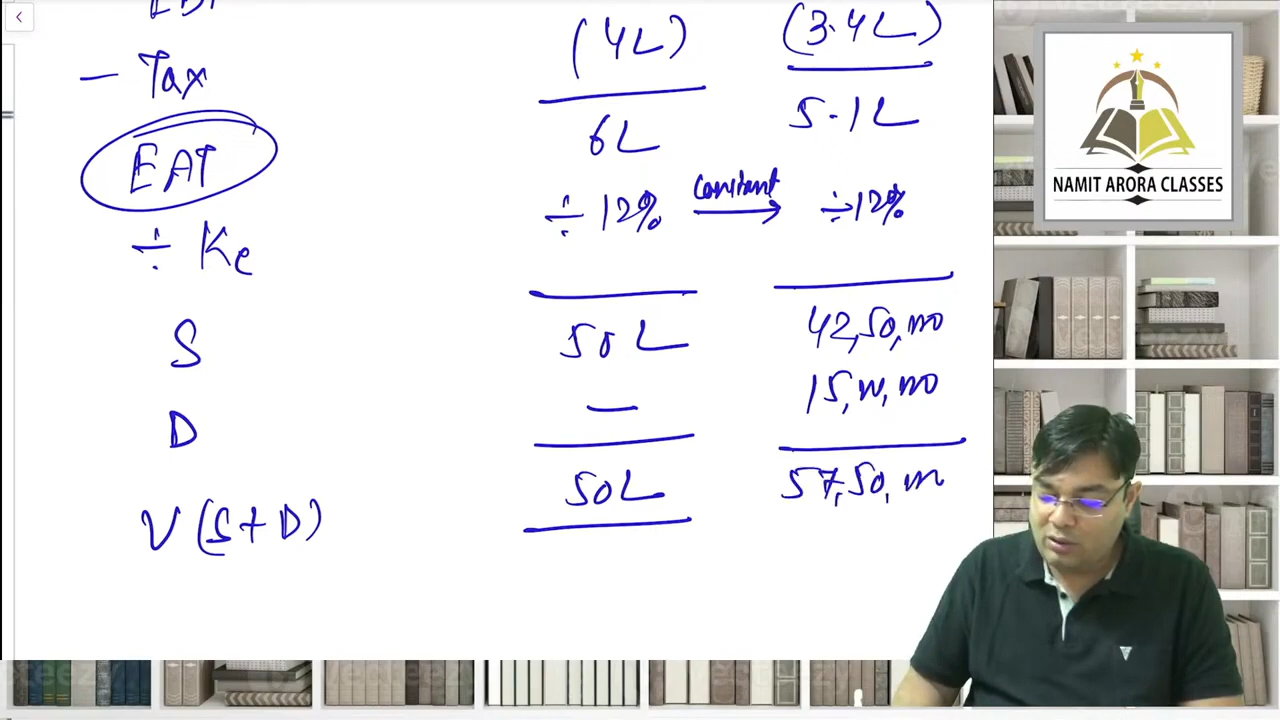 - Tax (4L) (3.4L)
EAT 6L 5.1L
÷ Ke ÷ 12% constant ÷ 12%
S 50L 42,50,000
D — 15,00,000
V (S+D) 50L 57,50,000
NAMIT ARORA CLASSES